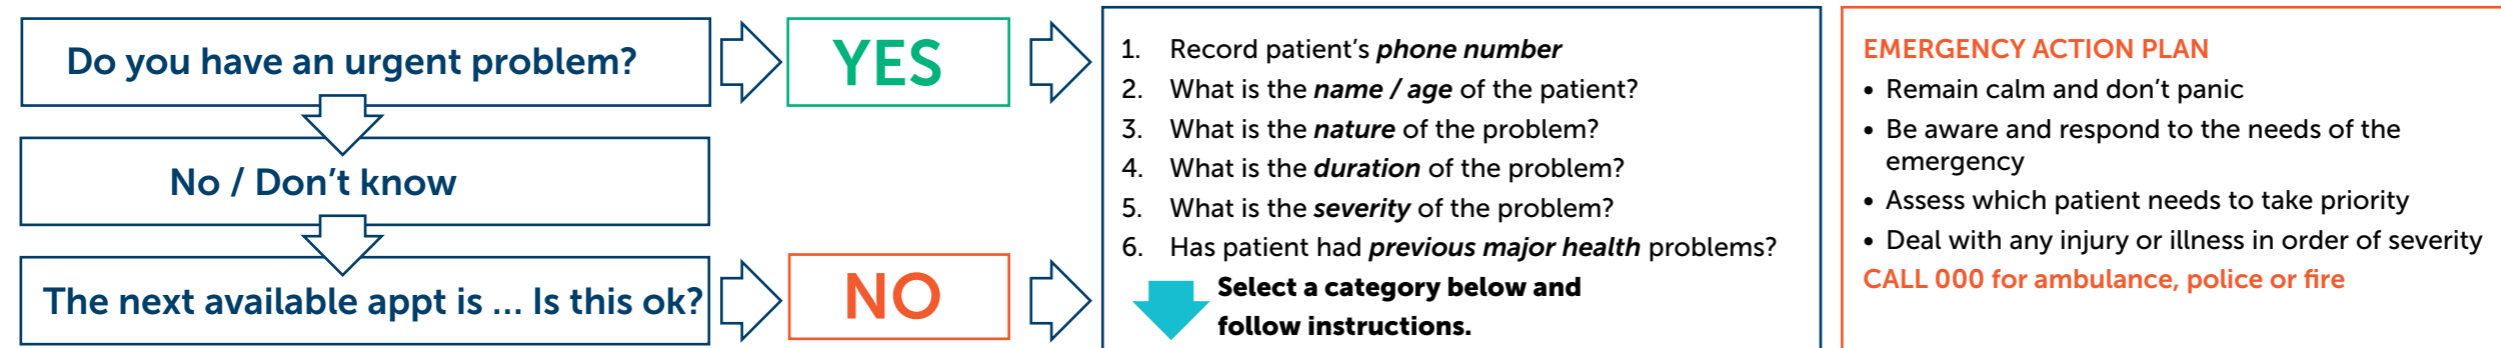 Do you have an urgent problem?
YES
No / Don’t know
The next available appt is ... Is this ok?
NO
1. Record patient’s phone number
2. What is the name / age of the patient?
3. What is the nature of the problem?
4. What is the duration of the problem?
5. What is the severity of the problem?
6. Has patient had previous major health problems?
Select a category below and
follow instructions.
EMERGENCY ACTION PLAN
• Remain calm and don’t panic
• Be aware and respond to the needs of the
emergency
• Assess which patient needs to take priority
• Deal with any injury or illness in order of severity
CALL 000 for ambulance, police or fire